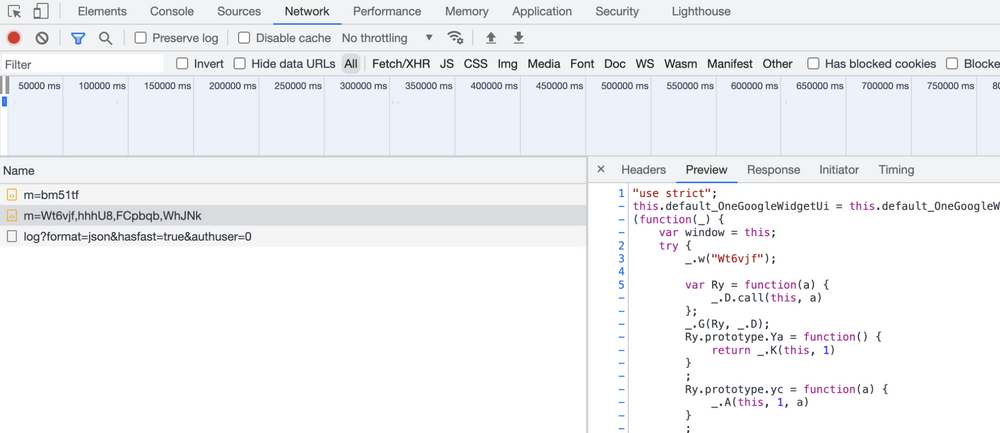 Elements Console Sources Network Performance Memory Application Security Lighthouse
Preserve log Disable cache No throttling
Filter Invert Hide data URLs All Fetch/XHR JS CSS Img Media Font Doc WS Wasm Manifest Other Has blocked cookies Blocke
50000 ms 100000 ms 150000 ms 200000 ms 250000 ms 300000 ms 350000 ms 400000 ms 450000 ms 500000 ms 550000 ms 600000 ms 650000 ms 700000 ms 750000 ms 80
Name
m=bm51tf
m=Wt6vjf,hhhU8,FCpbqb,WhJNk
log?format=json&hasfast=true&authuser=0
× Headers Preview Response Initiator Timing
1 "use strict";
- this.default_OneGoogleWidgetUi = this.default_OneGoogleW
- (function(_) {
- var window = this;
2 try {
3 _.w("Wt6vjf");
4
5 var Ry = function(a) {
- _.D.call(this, a)
- };
- _.G(Ry, _.D);
- Ry.prototype.Ya = function() {
- return _.K(this, 1)
- }
- ;
- Ry.prototype.yc = function(a) {
- _.A(this, 1, a)
- }
- ;